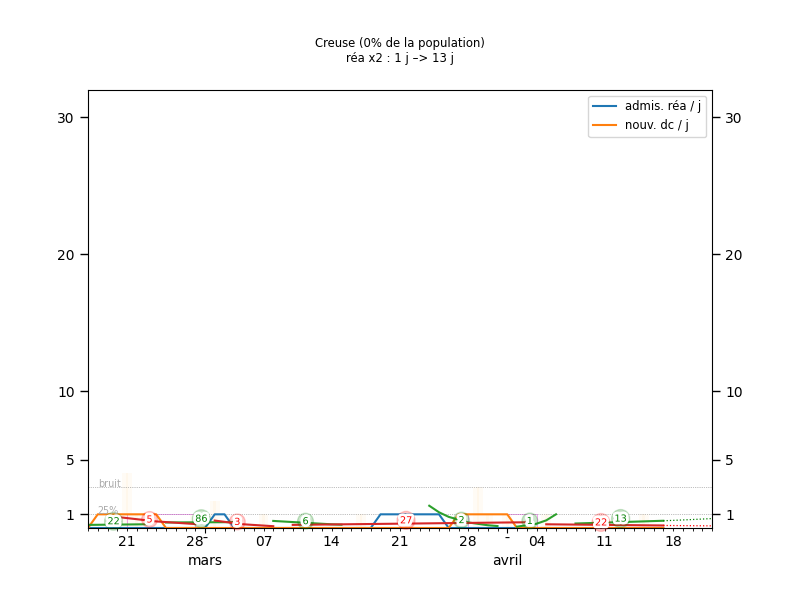 Creuse (0% de la population)
réa x2 : 1 j –> 13 j
admis. réa / j
nouv. dc / j
30 30
20 20
10 10
5 5
bruit
25%
1 1
22 5 86 3 6 27 2 1 22 13
21 28 07 14 21 28 04 11 18
mars avril